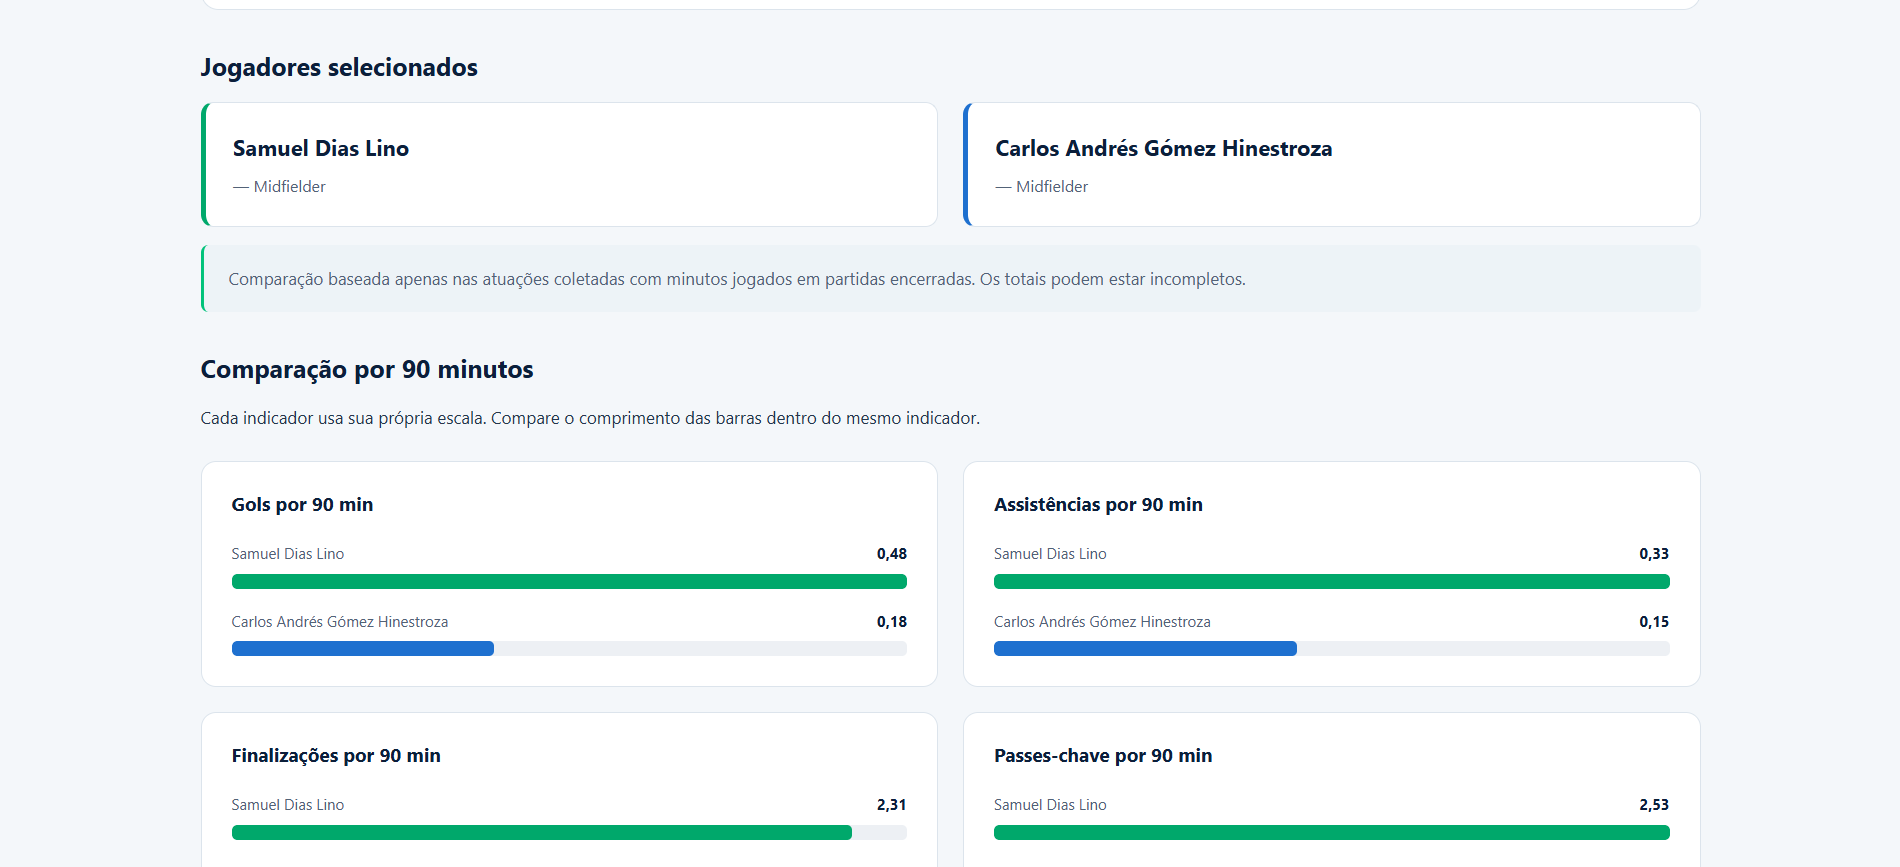 Jogadores selecionados
Samuel Dias Lino
— Midfielder
Carlos Andrés Gómez Hinestroza
— Midfielder
Comparação baseada apenas nas atuações coletadas com minutos jogados em partidas encerradas. Os totais podem estar incompletos.
Comparação por 90 minutos
Cada indicador usa sua própria escala. Compare o comprimento das barras dentro do mesmo indicador.
Gols por 90 min
Samuel Dias Lino 0,48
Carlos Andrés Gómez Hinestroza 0,18
Assistências por 90 min
Samuel Dias Lino 0,33
Carlos Andrés Gómez Hinestroza 0,15
Finalizações por 90 min
Samuel Dias Lino 2,31
Passes-chave por 90 min
Samuel Dias Lino 2,53